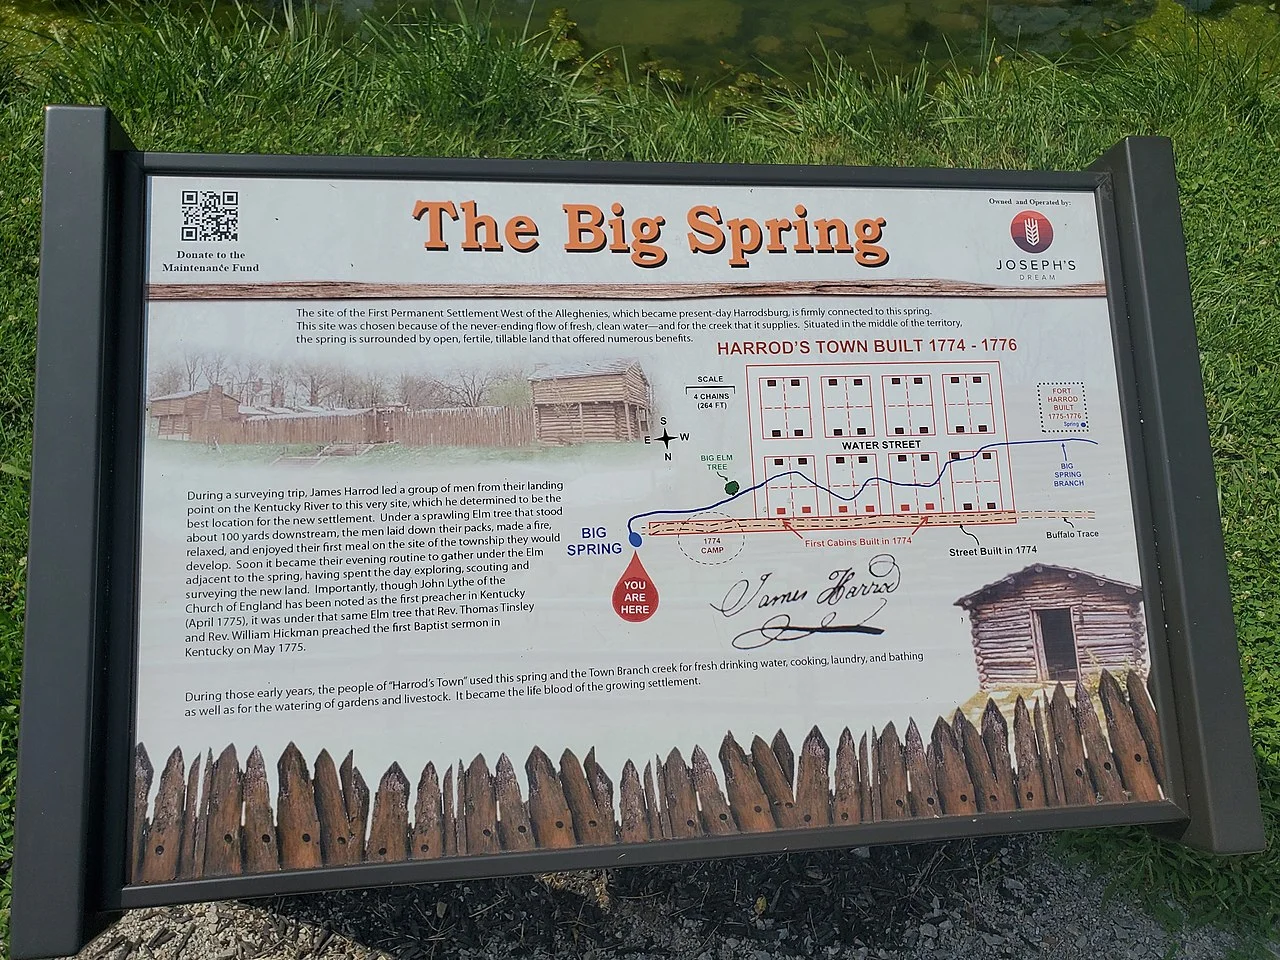 The Big Spring
Donate to the
Maintenance Fund
Owned and Operated by:
JOSEPH'S
DREAM
The site of the First Permanent Settlement West of the Alleghenies, which became present-day Harrodsburg, is firmly connected to this spring.
This site was chosen because of the never-ending flow of fresh, clean water—and for the creek that it supplies. Situated in the middle of the territory,
the spring is surrounded by open, fertile, tillable land that offered numerous benefits.
HARROD'S TOWN BUILT 1774 - 1776
SCALE
4 CHAINS
(264 FT)
S
E W
N
FORT
HARROD
BUILT
1775-1776
Spring
WATER STREET
BIG ELM
TREE
BIG
SPRING
BRANCH
BIG
SPRING
1774
CAMP
First Cabins Built in 1774
Street Built in 1774
Buffalo Trace
YOU
ARE
HERE
James Harrod
During a surveying trip, James Harrod led a group of men from their landing
point on the Kentucky River to this very site, which he determined to be the
best location for the new settlement. Under a sprawling Elm tree that stood
about 100 yards downstream, the men laid down their packs, made a fire,
relaxed, and enjoyed their first meal on the site of the township they would
develop. Soon it became their evening routine to gather under the Elm
adjacent to the spring, having spent the day exploring, scouting and
surveying the new land. Importantly, though John Lythe of the
Church of England has been noted as the first preacher in Kentucky
(April 1775), it was under that same Elm tree that Rev. Thomas Tinsley
and Rev. William Hickman preached the first Baptist sermon in
Kentucky on May 1775.
During those early years, the people of "Harrod's Town" used this spring and the Town Branch creek for fresh drinking water, cooking, laundry, and bathing
as well as for the watering of gardens and livestock. It became the life blood of the growing settlement.